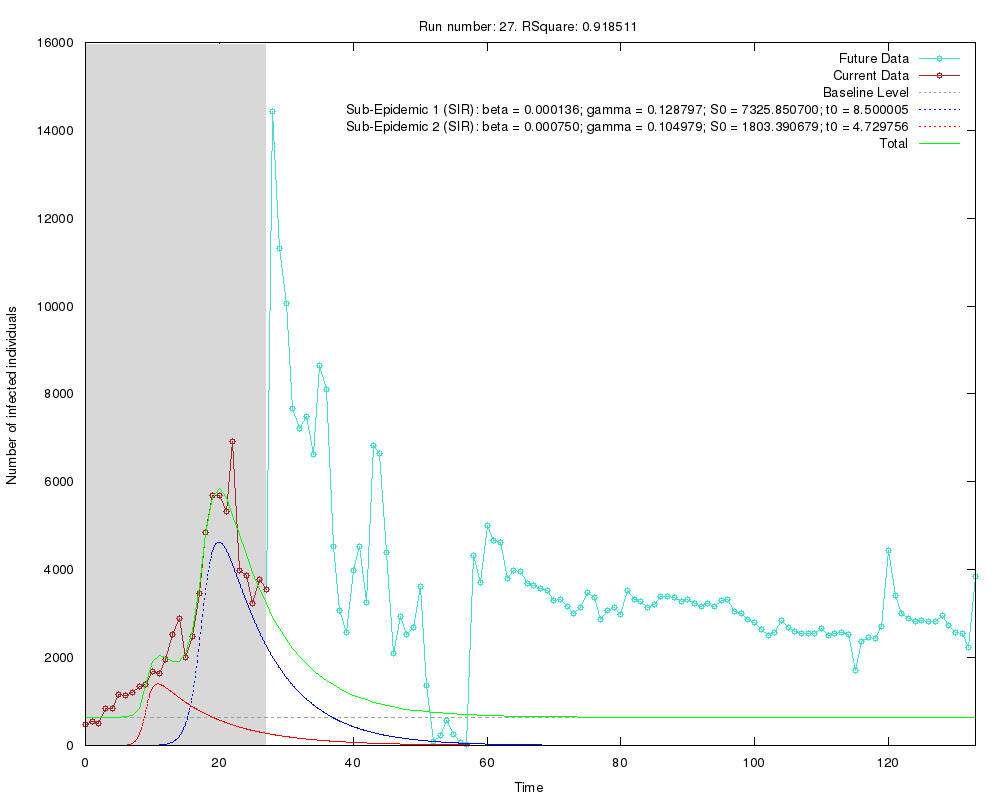 Run number: 27. RSquare: 0.918511
16000
14000
12000
10000
8000
6000
4000
2000
0
Number of infected individuals
Future Data
Current Data
Baseline Level
Sub-Epidemic 1 (SIR): beta = 0.000136; gamma = 0.128797; S0 = 7325.850700; t0 = 8.500005
Sub-Epidemic 2 (SIR): beta = 0.000750; gamma = 0.104979; S0 = 1803.390679; t0 = 4.729756
Total
0 20 40 60 80 100 120
Time